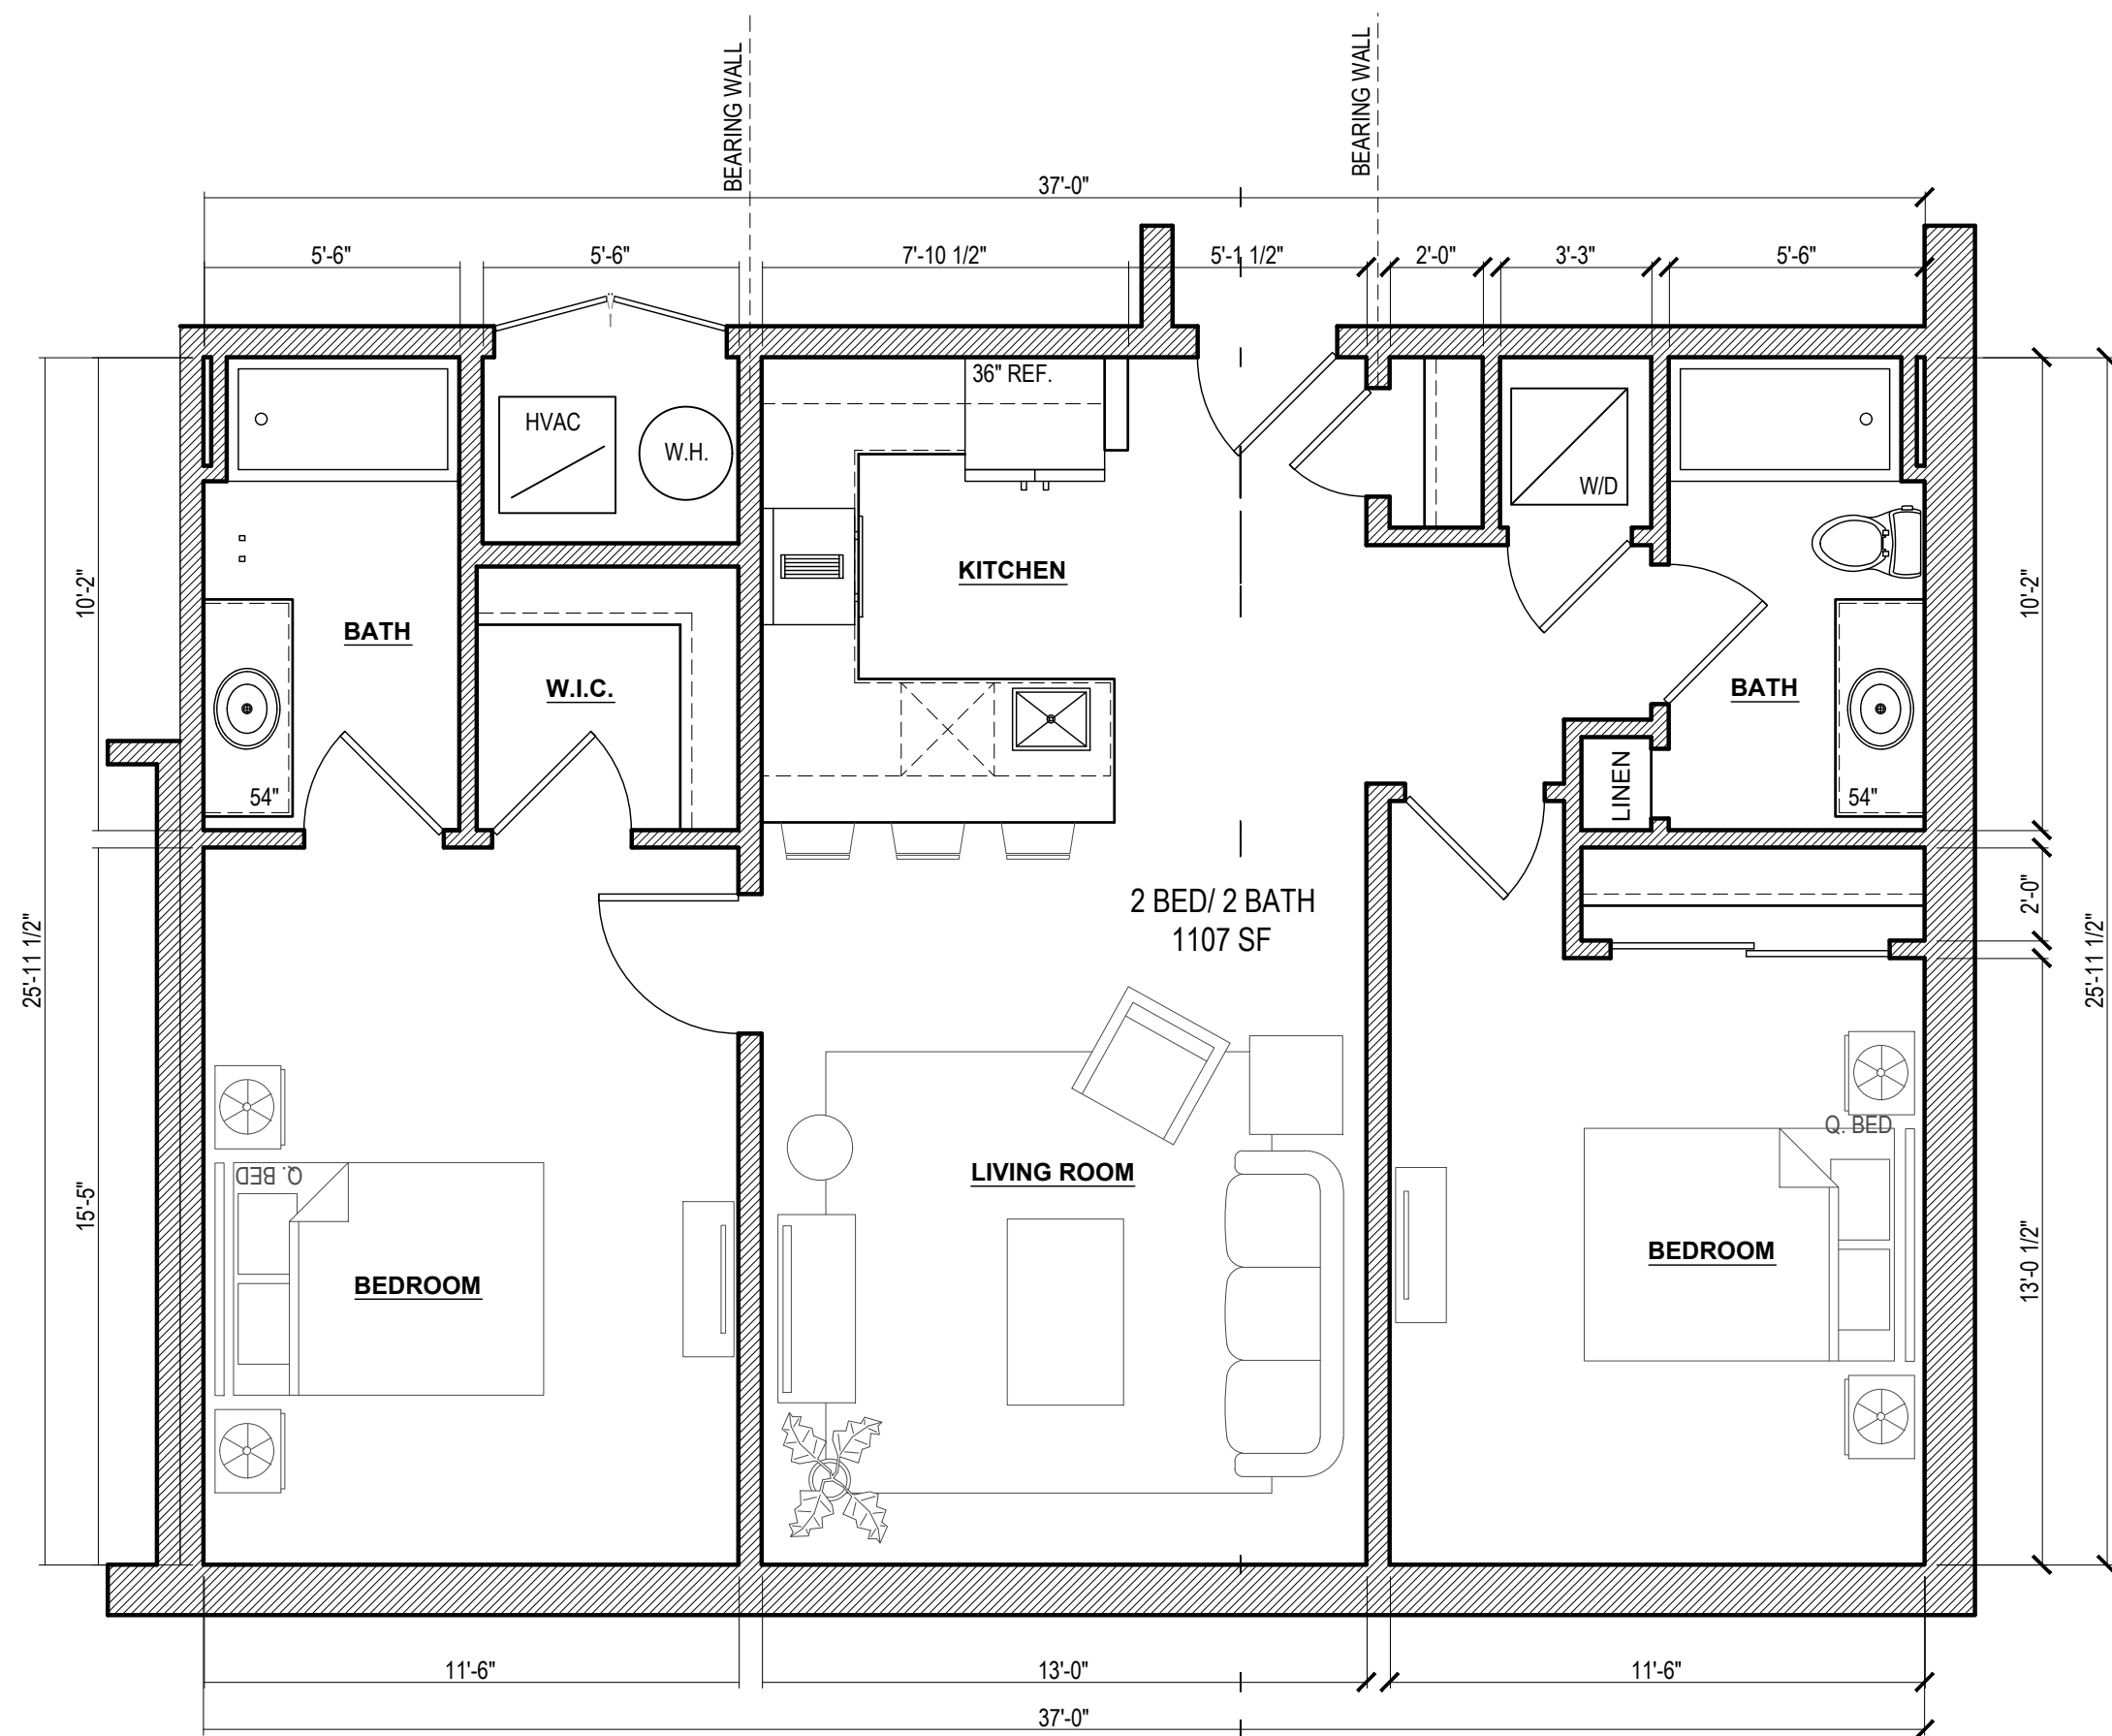 BEARING WALL
BEARING WALL
37'-0"
5'-6"
5'-6"
7'-10 1/2"
5'-1 1/2"
2'-0"
3'-3"
5'-6"
36" REF.
HVAC
W.H.
W/D
KITCHEN
10'-2"
10'-2"
BATH
W.I.C.
BATH
LINEN
54"
54"
2 BED/ 2 BATH
1107 SF
2'-0"
25'-11 1/2"
25'-11 1/2"
Q. BED
Q. BED
LIVING ROOM
15'-5"
13'-0 1/2"
BEDROOM
BEDROOM
11'-6"
13'-0"
11'-6"
37'-0"